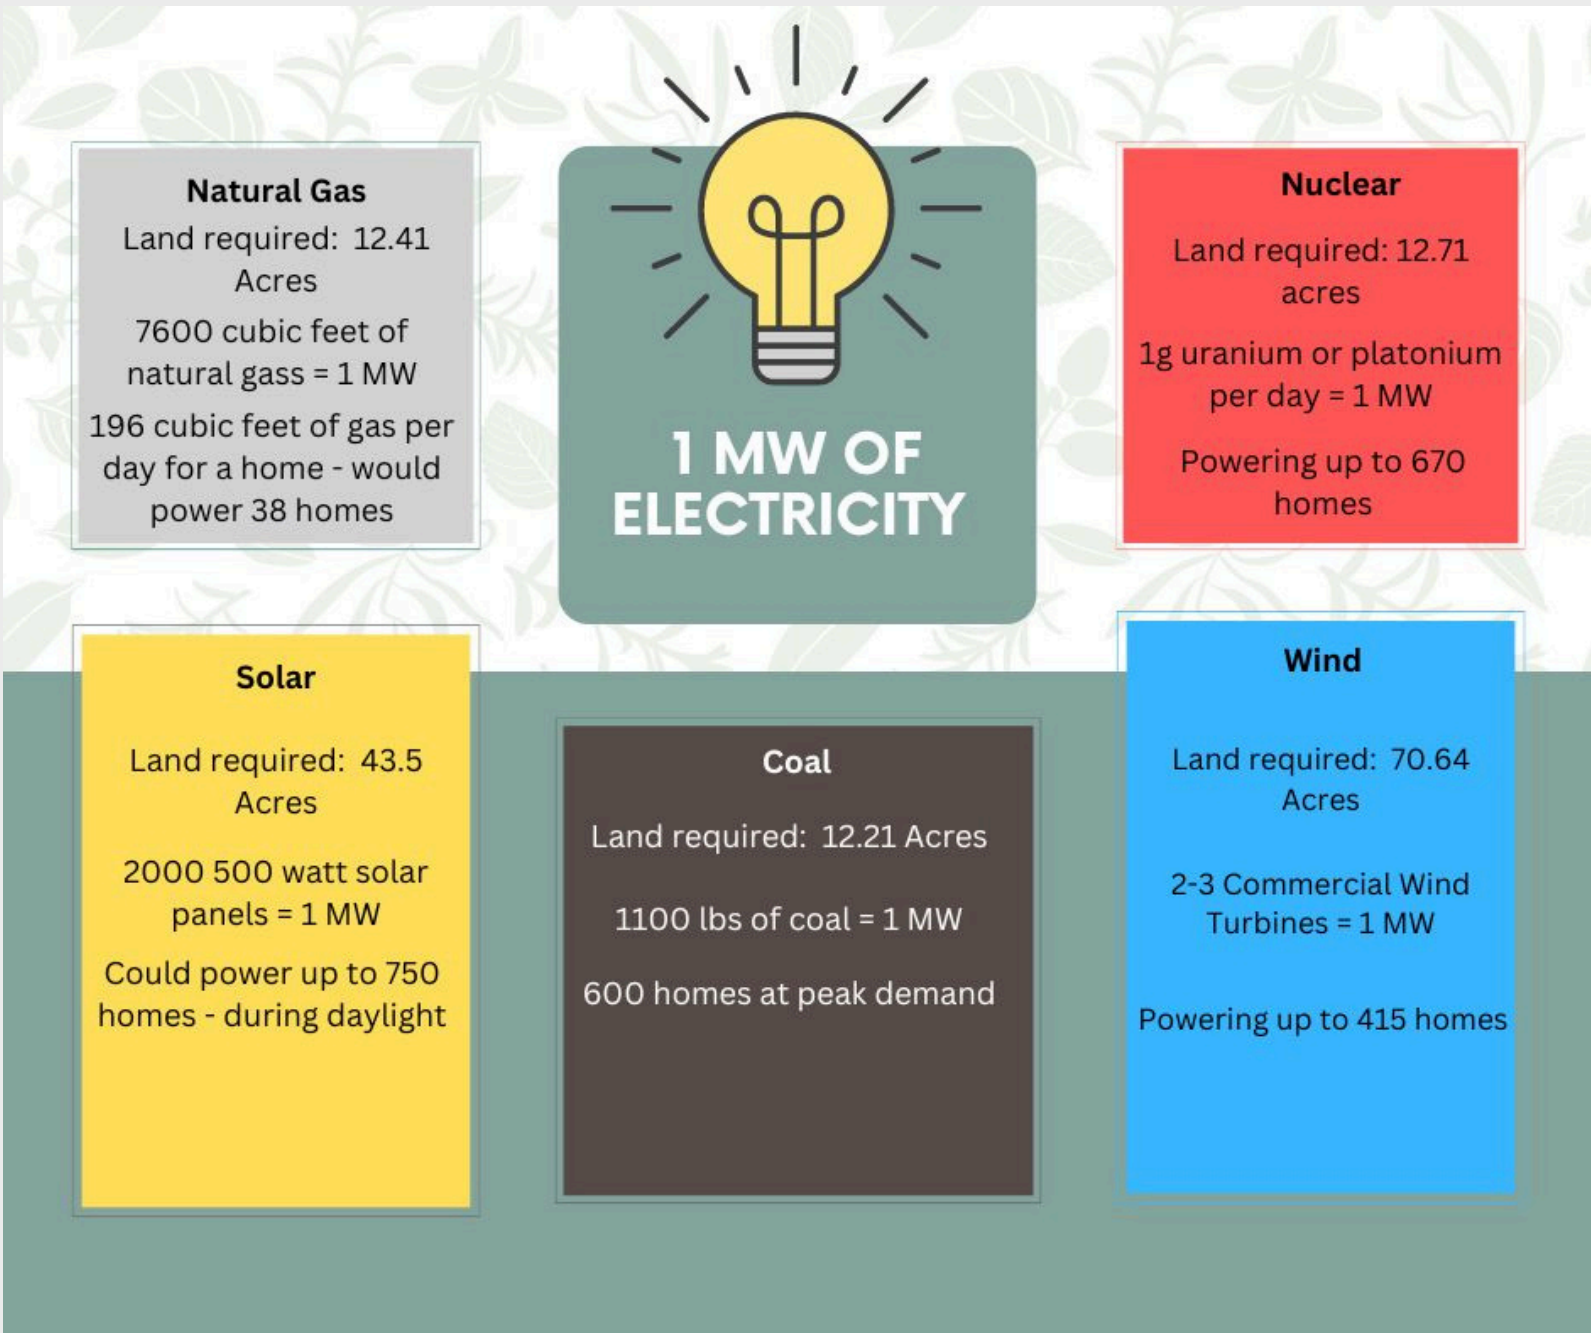 Natural Gas
Land required: 12.41
Acres
7600 cubic feet of
natural gass = 1 MW
196 cubic feet of gas per
day for a home - would
power 38 homes
1 MW OF
ELECTRICITY
Nuclear
Land required: 12.71
acres
1g uranium or platonium
per day = 1 MW
Powering up to 670
homes
Solar
Land required: 43.5
Acres
2000 500 watt solar
panels = 1 MW
Could power up to 750
homes - during daylight
Coal
Land required: 12.21 Acres
1100 lbs of coal = 1 MW
600 homes at peak demand
Wind
Land required: 70.64
Acres
2-3 Commercial Wind
Turbines = 1 MW
Powering up to 415 homes